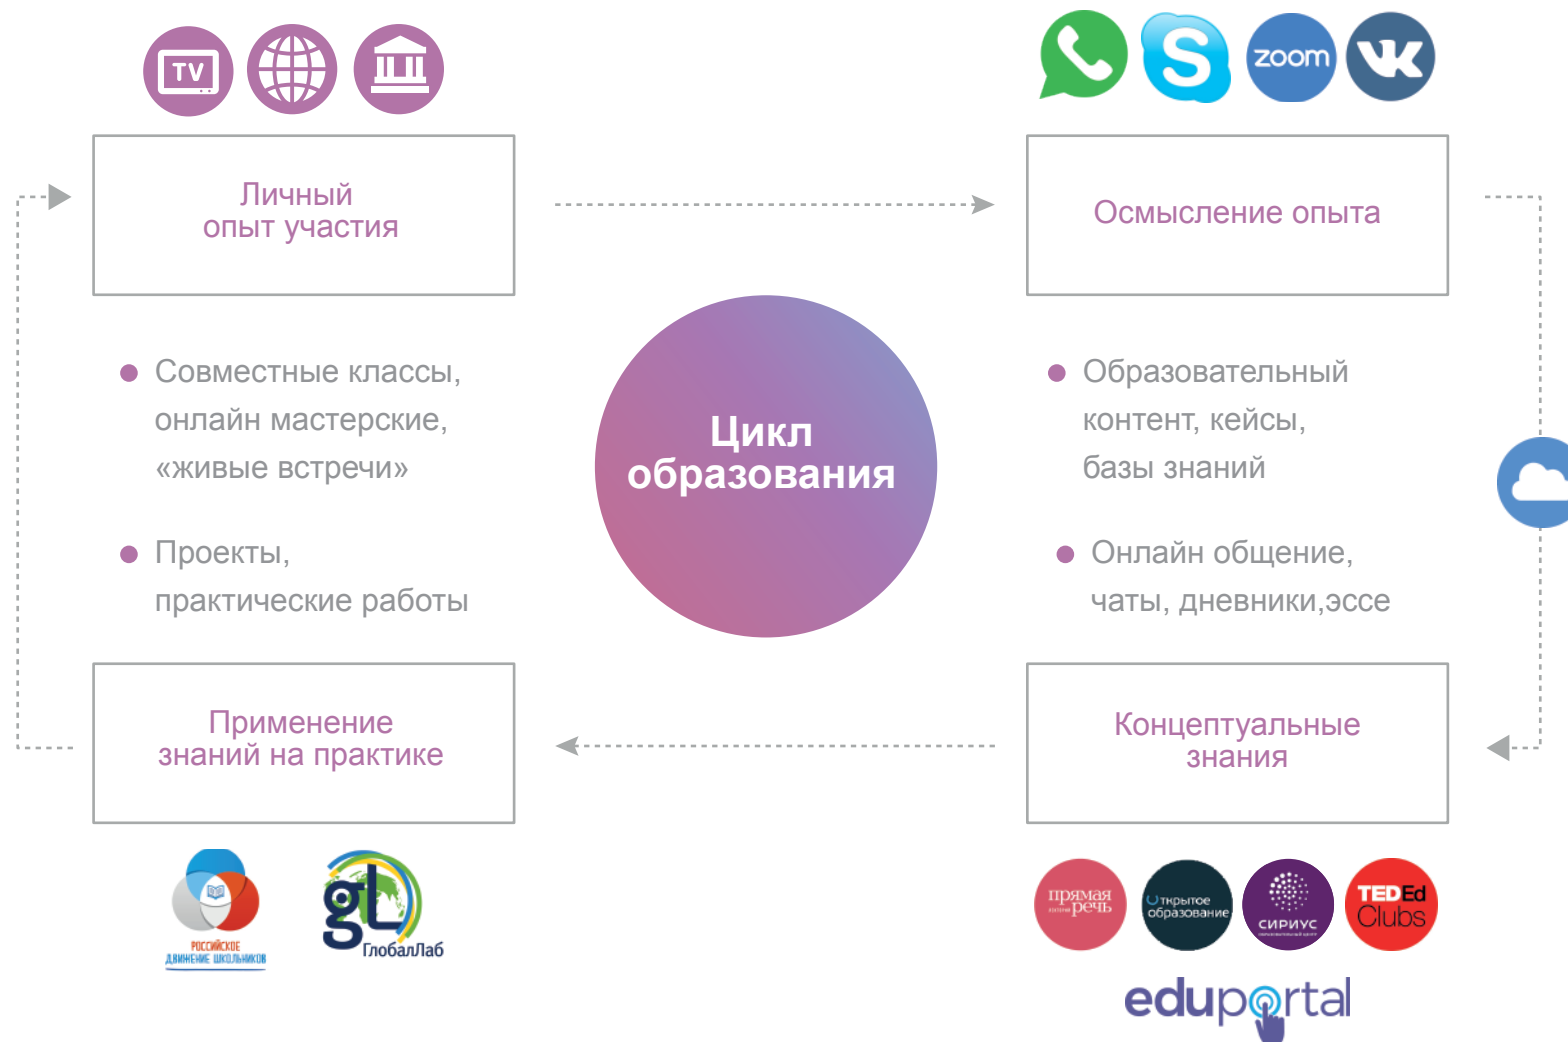 TV
zoom
Личный
опыт участия
Осмысление опыта
Совместные классы,
онлайн мастерские,
«живые встречи»
Проекты,
практические работы
Цикл
образования
Образовательный
контент, кейсы,
базы знаний
Онлайн общение,
чаты, дневники,эссе
Применение
знаний на практике
Концептуальные
знания
РОССИЙСКОЕ
ДВИЖЕНИЕ ШКОЛЬНИКОВ
gl
ГлобалЛаб
прямая
речь
Открытое
образование
СИРИУС
TEDEd
Clubs
eduportal